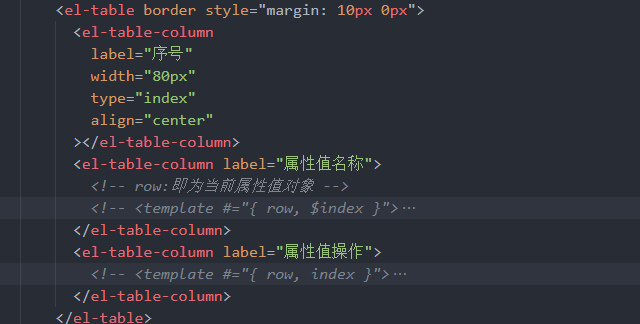 <el-table border style="margin: 10px 0px">
<el-table-column
label="序号"
width="80px"
type="index"
align="center"
></el-table-column>
<el-table-column label="属性值名称">
<!-- row:即为当前属性值对象 -->
<!-- <template #="{ row, $index }">…
</el-table-column>
<el-table-column label="属性值操作">
<!-- <template #="{ row, index }">…
</el-table-column>
</el-table>